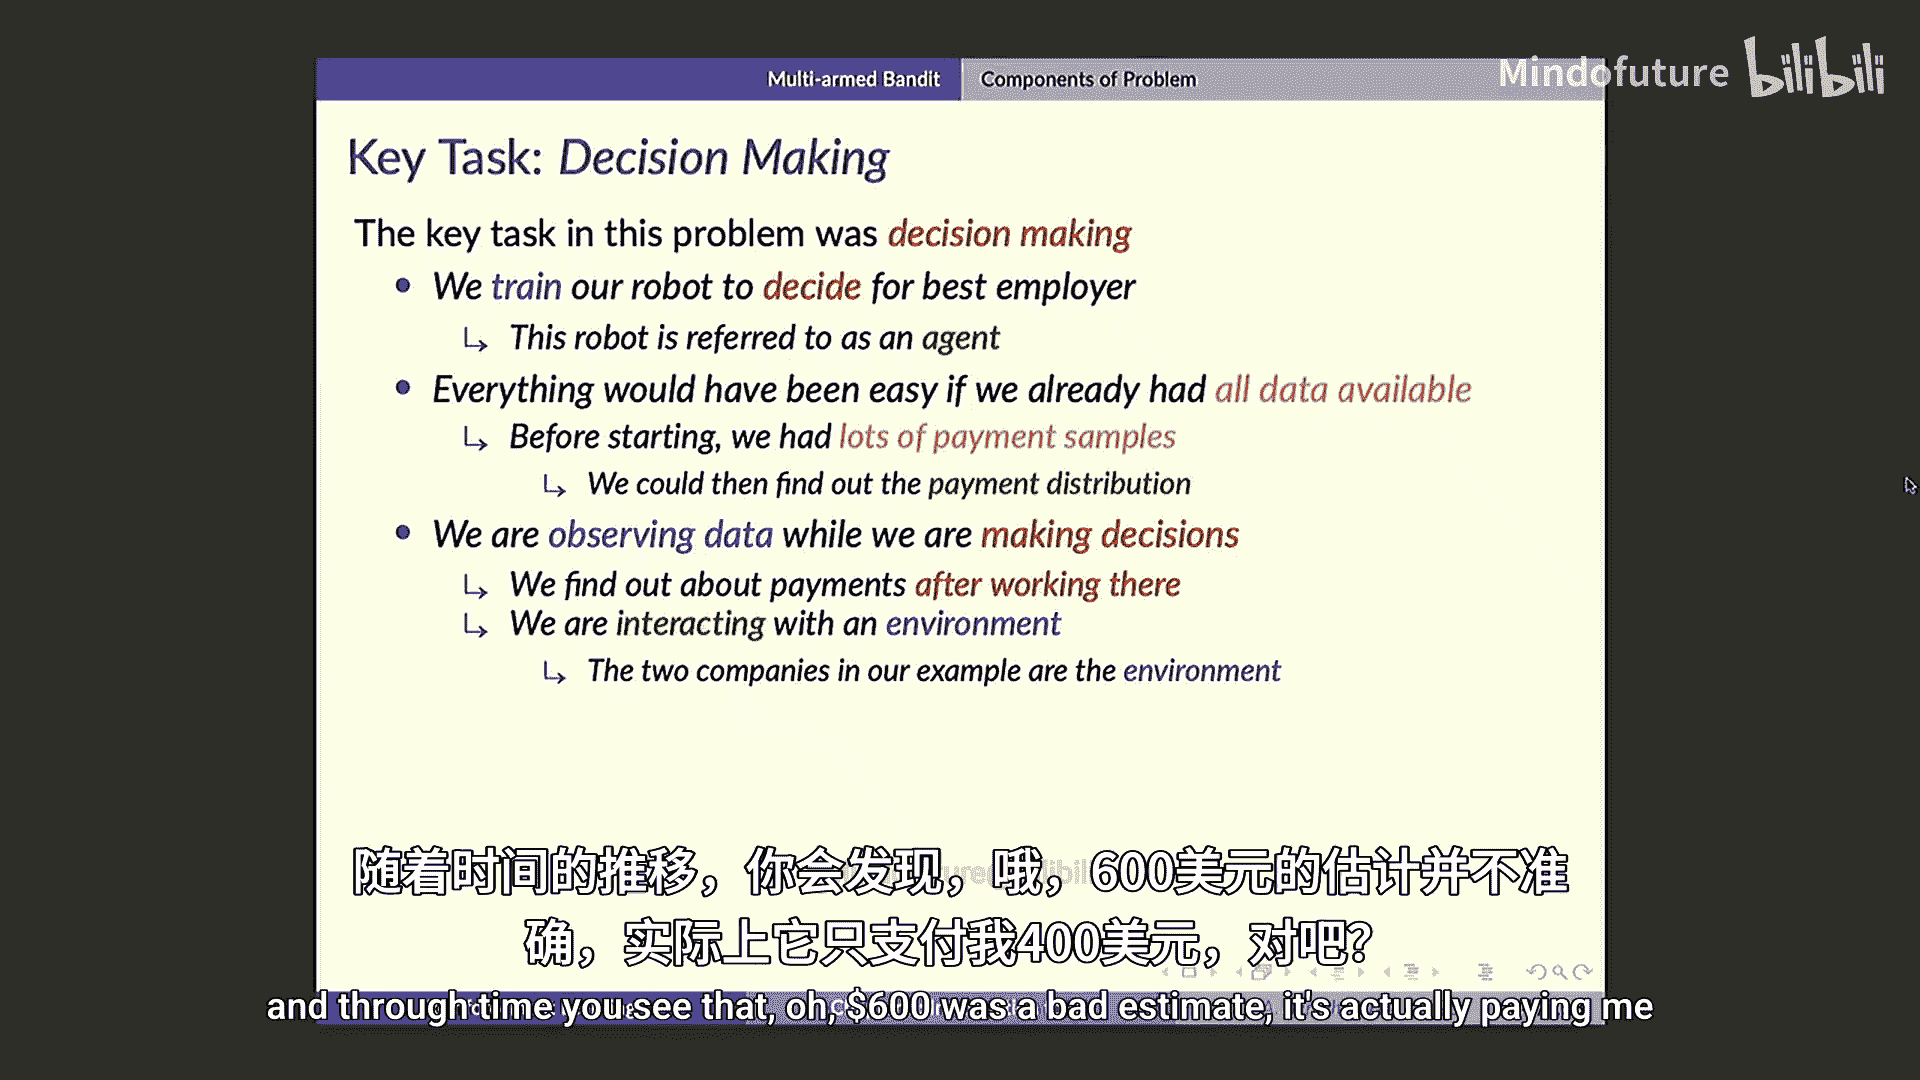 Multi-armed Bandit
Components of Problem
Mindofuture bilibili
Key Task: Decision Making
The key task in this problem was decision making
We train our robot to decide for best employer
This robot is referred to as an agent
Everything would have been easy if we already had all data available
Before starting, we had lots of payment samples
We could then find out the payment distribution
We are observing data while we are making decisions
We find out about payments after working there
We are interacting with an environment
The two companies in our example are the environment
随着时间的推移，你会发现，哦，600美元的估计并不准
确，实际上它只支付我400美元，对吧？
and through time you see that, oh, $600 was a bad estimate, it's actually paying me